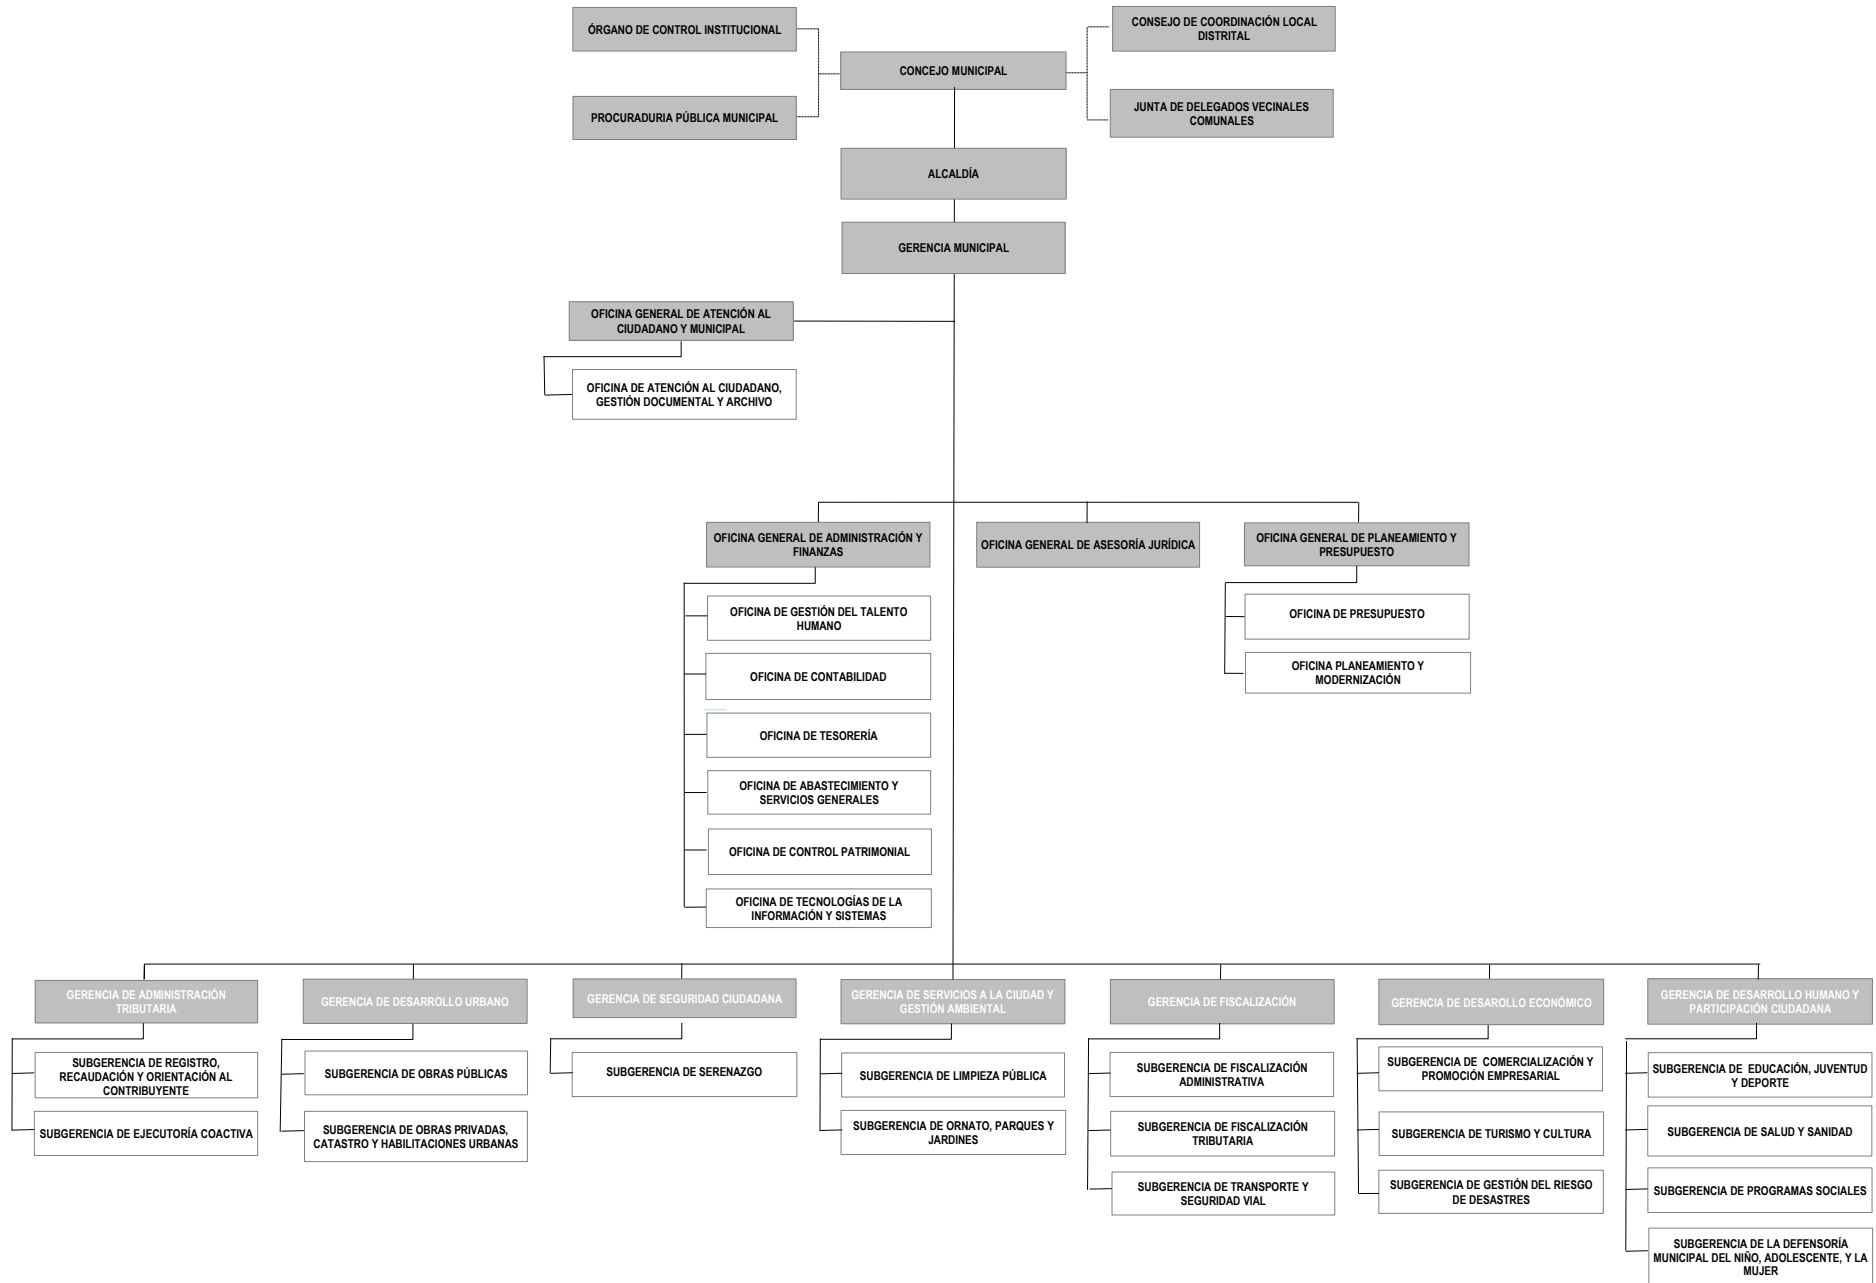 ÓRGANO DE CONTROL INSTITUCIONAL
CONSEJO DE COORDINACIÓN LOCAL
DISTRITAL
CONCEJO MUNICIPAL
PROCURADURIA PÚBLICA MUNICIPAL
JUNTA DE DELEGADOS VECINALES
COMUNALES
ALCALDÍA
GERENCIA MUNICIPAL
OFICINA GENERAL DE ATENCIÓN AL
CIUDADANO Y MUNICIPAL
OFICINA DE ATENCIÓN AL CIUDADANO,
GESTIÓN DOCUMENTAL Y ARCHIVO
OFICINA GENERAL DE ADMINISTRACIÓN Y
FINANZAS
OFICINA GENERAL DE ASESORÍA JURÍDICA
OFICINA GENERAL DE PLANEAMIENTO Y
PRESUPUESTO
OFICINA DE GESTIÓN DEL TALENTO
HUMANO
OFICINA DE CONTABILIDAD
OFICINA DE TESORERÍA
OFICINA DE ABASTECIMIENTO Y
SERVICIOS GENERALES
OFICINA DE CONTROL PATRIMONIAL
OFICINA DE TECNOLOGÍAS DE LA
INFORMACIÓN Y SISTEMAS
OFICINA DE PRESUPUESTO
OFICINA PLANEAMIENTO Y
MODERNIZACIÓN
GERENCIA DE ADMINISTRACIÓN
TRIBUTARIA
SUBGERENCIA DE REGISTRO,
RECAUDACIÓN Y ORIENTACIÓN AL
CONTRIBUYENTE
SUBGERENCIA DE EJECUTORÍA COACTIVA
GERENCIA DE DESARROLLO URBANO
SUBGERENCIA DE OBRAS PÚBLICAS
SUBGERENCIA DE OBRAS PRIVADAS,
CATASTRO Y HABILITACIONES URBANAS
GERENCIA DE SEGURIDAD CIUDADANA
SUBGERENCIA DE SERENAZGO
GERENCIA DE SERVICIOS A LA CIUDAD Y
GESTIÓN AMBIENTAL
SUBGERENCIA DE LIMPIEZA PÚBLICA
SUBGERENCIA DE ORNATO, PARQUES Y
JARDINES
GERENCIA DE FISCALIZACIÓN
SUBGERENCIA DE FISCALIZACIÓN
ADMINISTRATIVA
SUBGERENCIA DE FISCALIZACIÓN
TRIBUTARIA
SUBGERENCIA DE TRANSPORTE Y
SEGURIDAD VIAL
GERENCIA DE DESAROLLO ECONÓMICO
SUBGERENCIA DE COMERCIALIZACIÓN Y
PROMOCIÓN EMPRESARIAL
SUBGERENCIA DE TURISMO Y CULTURA
SUBGERENCIA DE GESTIÓN DEL RIESGO
DE DESASTRES
GERENCIA DE DESARROLLO HUMANO Y
PARTICIPACIÓN CIUDADANA
SUBGERENCIA DE EDUCACIÓN, JUVENTUD
Y DEPORTE
SUBGERENCIA DE SALUD Y SANIDAD
SUBGERENCIA DE PROGRAMAS SOCIALES
SUBGERENCIA DE LA DEFENSORÍA
MUNICIPAL DEL NIÑO, ADOLESCENTE, Y LA
MUJER